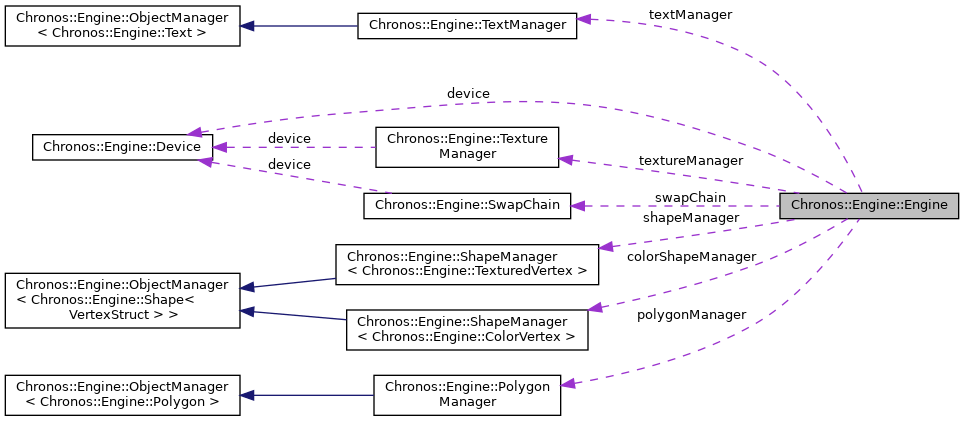 Chronos::Engine::ObjectManager
< Chronos::Engine::Text >
Chronos::Engine::TextManager
textManager
device
Chronos::Engine::Device
device
Chronos::Engine::Texture
Manager
device
textureManager
Chronos::Engine::SwapChain
swapChain
Chronos::Engine::Engine
shapeManager
Chronos::Engine::ShapeManager
< Chronos::Engine::TexturedVertex >
colorShapeManager
Chronos::Engine::ObjectManager
< Chronos::Engine::Shape<
VertexStruct > >
Chronos::Engine::ShapeManager
< Chronos::Engine::ColorVertex >
polygonManager
Chronos::Engine::ObjectManager
< Chronos::Engine::Polygon >
Chronos::Engine::Polygon
Manager